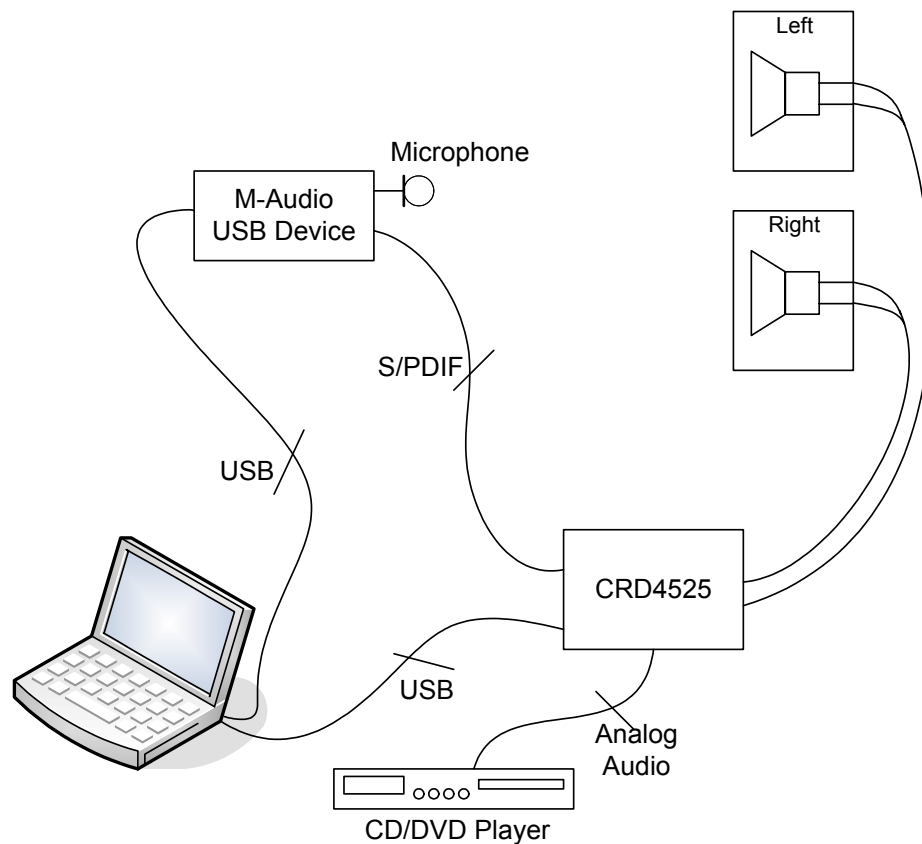 Left
Microphone
M-Audio
USB Device
Right
S/PDIF
USB
CRD4525
USB
Analog
Audio
CD/DVD Player